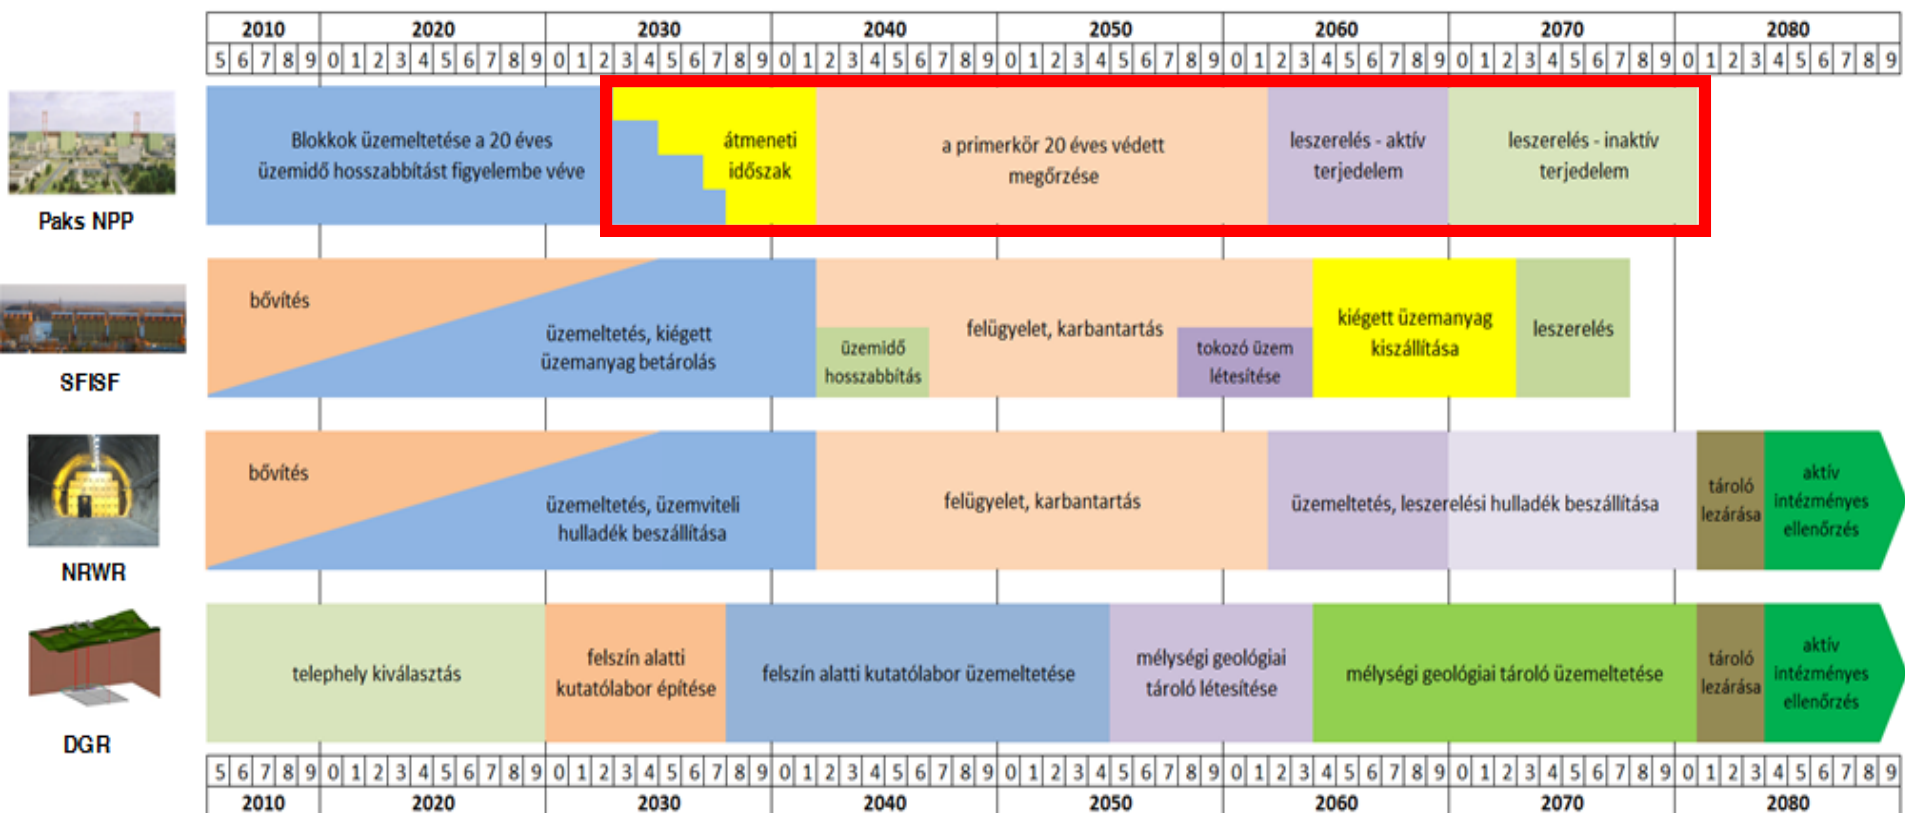 2010 2020 2030 2040 2050 2060 2070 2080
5 6 7 8 9 0 1 2 3 4 5 6 7 8 9 0 1 2 3 4 5 6 7 8 9 0 1 2 3 4 5 6 7 8 9 0 1 2 3 4 5 6 7 8 9 0 1 2 3 4 5 6 7 8 9 0 1 2 3 4 5 6 7 8 9 0 1 2 3 4 5 6 7 8 9
Paks NPP
Blokkok üzemeltetése a 20 éves
üzemidő hosszabbítást figyelembe véve
átmeneti
időszak
a primerkör 20 éves védett
megőrzése
leszerelés - aktív
terjedelem
leszerelés - inaktív
terjedelem
SFISF
bővítés
üzemeltetés, kiégett
üzemanyag betárolás
üzemidő
hosszabbítás
felügyelet, karbantartás
tokozó üzem
létesítése
kiégett üzemanyag
kiszállítása
leszerelés
NRWR
bővítés
üzemeltetés, üzemviteli
hulladék beszállítása
felügyelet, karbantartás
üzemeltetés, leszerelési hulladék beszállítása
tároló
lezárása
aktív
intézményes
ellenőrzés
DGR
telephely kiválasztás
felszín alatti
kutatólabor építése
felszín alatti kutatólabor üzemeltetése
mélységi geológiai
tároló létesítése
mélységi geológiai tároló üzemeltetése
tároló
lezárása
aktív
intézményes
ellenőrzés
5 6 7 8 9 0 1 2 3 4 5 6 7 8 9 0 1 2 3 4 5 6 7 8 9 0 1 2 3 4 5 6 7 8 9 0 1 2 3 4 5 6 7 8 9 0 1 2 3 4 5 6 7 8 9 0 1 2 3 4 5 6 7 8 9 0 1 2 3 4 5 6 7 8 9
2010 2020 2030 2040 2050 2060 2070 2080